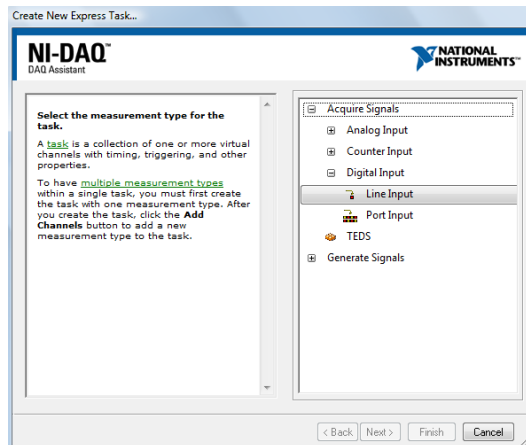 Create New Express Task...
NI-DAQ™
DAQ Assistant
NATIONAL
INSTRUMENTS™
Select the measurement type for the
task.
A task is a collection of one or more virtual
channels with timing, triggering, and other
properties.
To have multiple measurement types
within a single task, you must first create
the task with one measurement type. After
you create the task, click the Add
Channels button to add a new
measurement type to the task.
Acquire Signals
Analog Input
Counter Input
Digital Input
Line Input
Port Input
TEDS
Generate Signals
< Back
Next >
Finish
Cancel